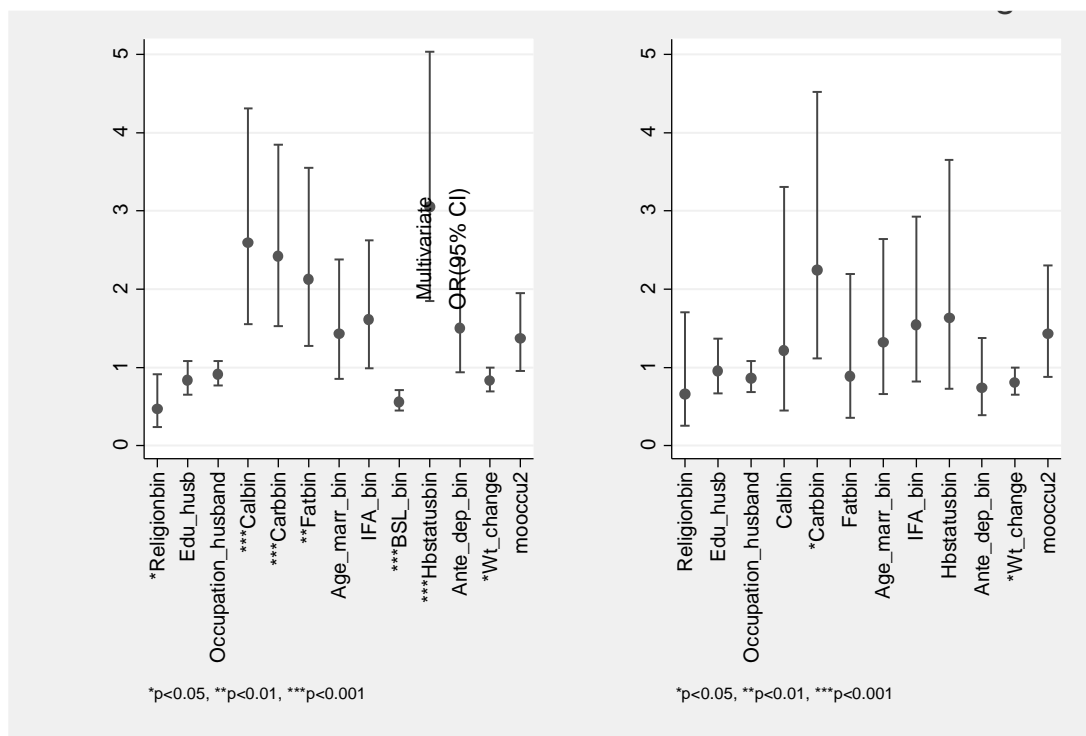 5
4
3
2
1
0
Multivariate
OR(95% CI)
*Religionbin
Edu_husb
Occupation_husband
***Calbin
***Carbbin
**Fatbin
Age_marr_bin
IFA_bin
***BSL_bin
***Hbstatusbin
Ante_dep_bin
*Wt_change
mooccu2
*p<0.05, **p<0.01, ***p<0.001
5
4
3
2
1
0
Religionbin
Edu_husb
Occupation_husband
Calbin
*Carbbin
Fatbin
Age_marr_bin
IFA_bin
Hbstatusbin
Ante_dep_bin
*Wt_change
mooccu2
*p<0.05, **p<0.01, ***p<0.001